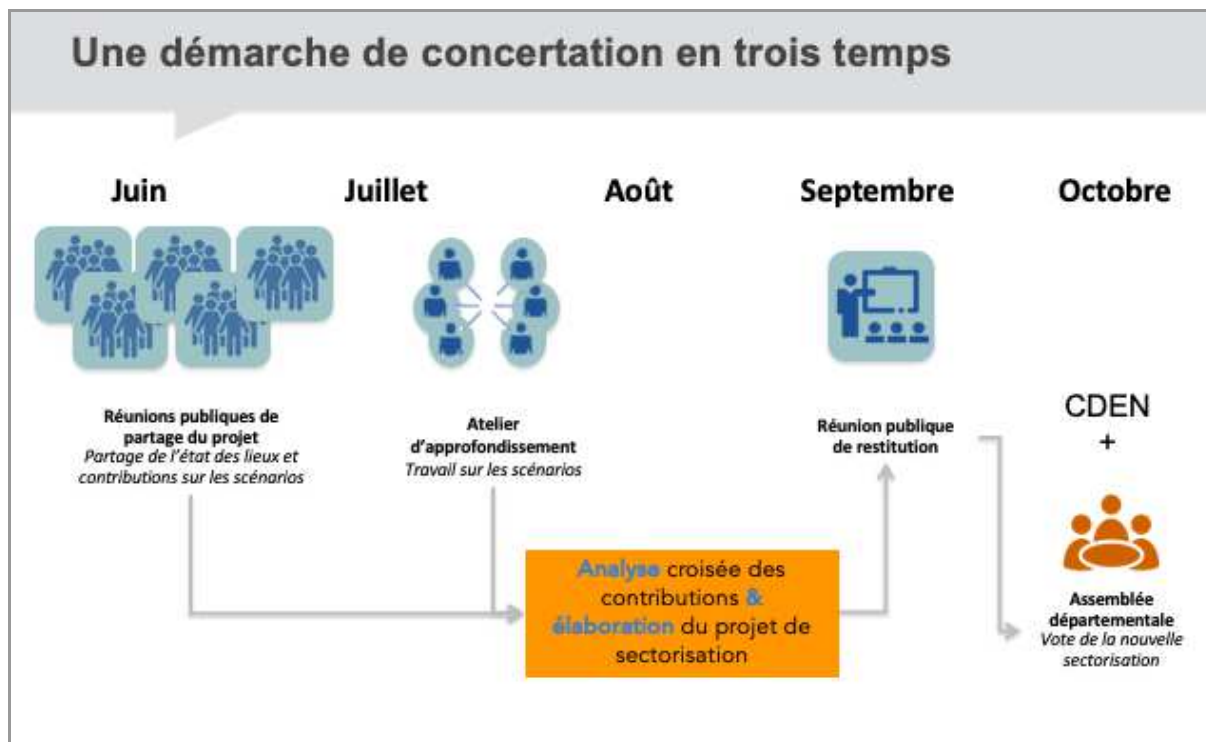 Une démarche de concertation en trois temps
Juin
Juillet
Août
Septembre
Octobre
Réunions publiques de
partage du projet
Partage de l'état des lieux et
contributions sur les scénarios
Atelier
d'approfondissement
Travail sur les scénarios
Réunion publique
de restitution
CDEN
+
Analyse croisée des
contributions &
élaboration du projet de
sectorisation
Assemblée
départementale
Vote de la nouvelle
sectorisation